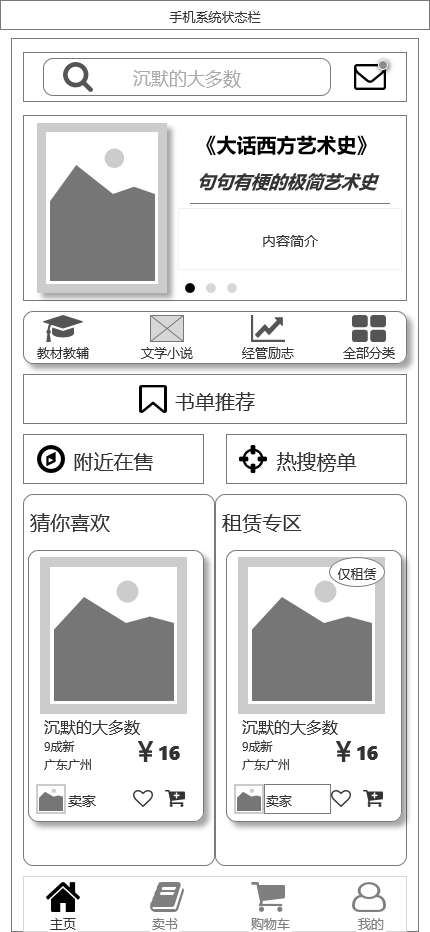 手机系统状态栏
沉默的大多数
《大话西方艺术史》
句句有梗的极简艺术史
内容简介
教材教辅
文学小说
经管励志
全部分类
书单推荐
附近在售
热搜榜单
猜你喜欢
租赁专区
仅租赁
沉默的大多数
9成新
广东广州
¥ 16
卖家
沉默的大多数
9成新
广东广州
¥ 16
卖家
主页
卖书
购物车
我的